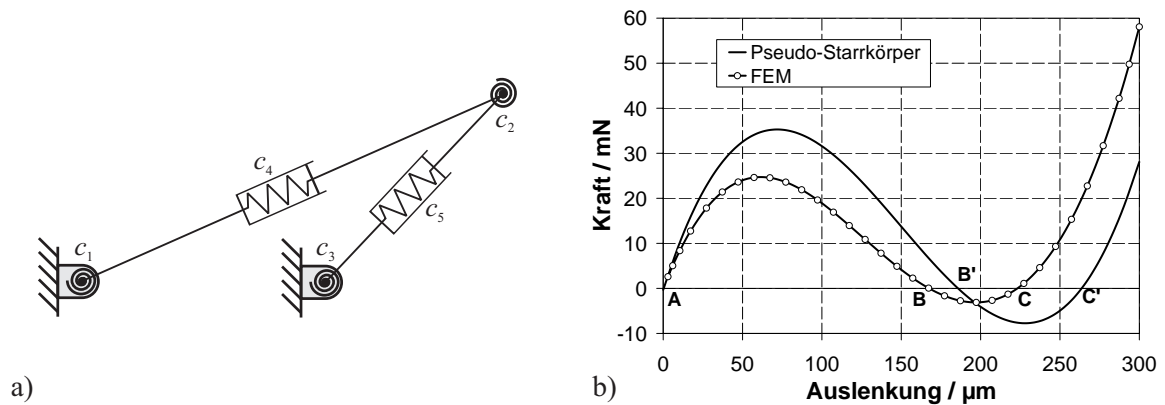 c2
c4
c5
c1
c3
a)
60
50
40
30
20
10
0
-10
Kraft / mN
Pseudo-Starrkörper
FEM
A
B'
B
C
C'
0 50 100 150 200 250 300
Auslenkung / µm
b)